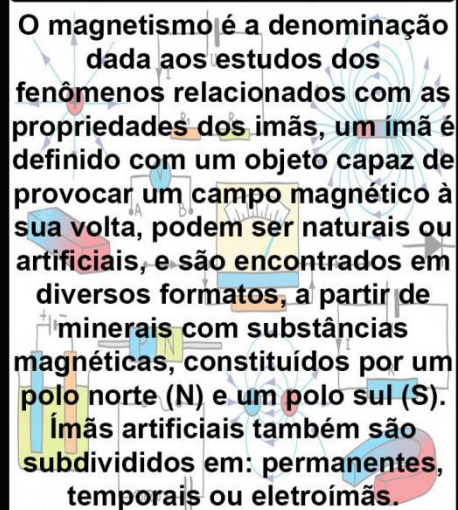 O magnetismo é a denominação
dada aos estudos dos
fenômenos relacionados com as
propriedades dos imãs, um ímã é
definido com um objeto capaz de
provocar um campo magnético à
sua volta, podem ser naturais ou
artificiais, e são encontrados em
diversos formatos, a partir de
minerais com substâncias
magnéticas, constituídos por um
polo norte (N) e um polo sul (S).
Ímãs artificiais também são
subdivididos em: permanentes,
temporais ou eletroímãs.